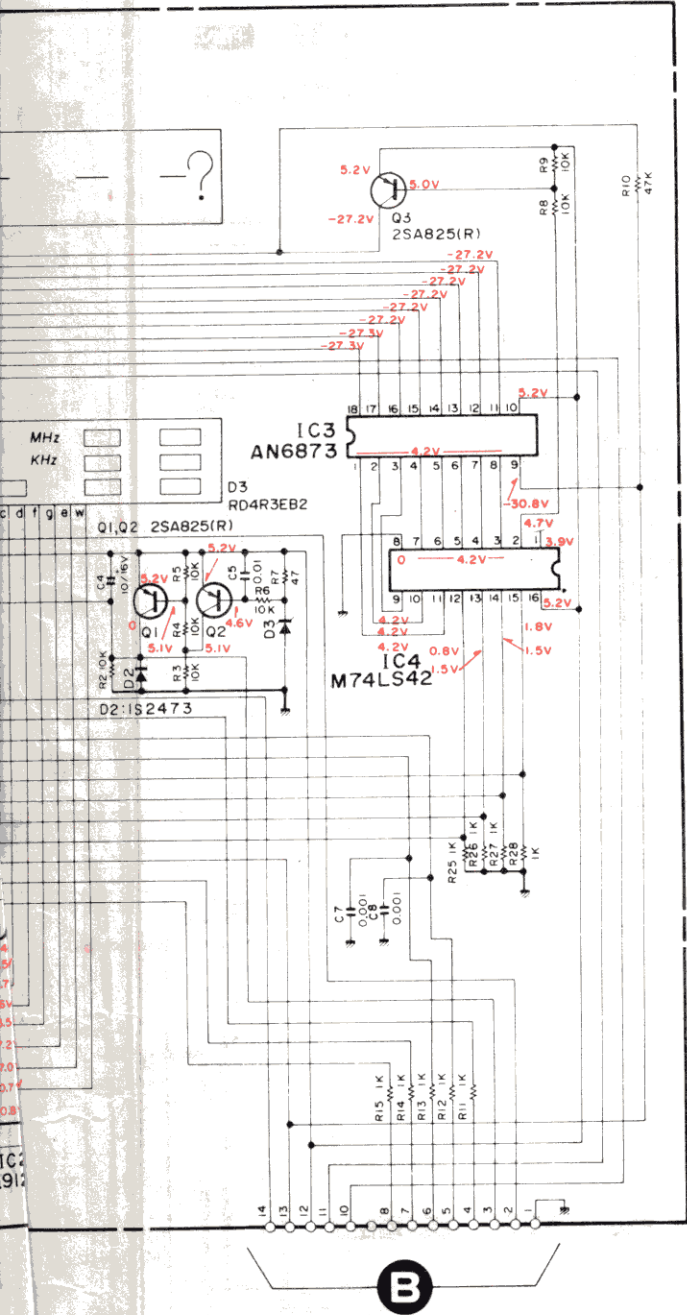 5.2V
5.0V
Q3
2SA825(R)
-27.2V
R9
10K
R8
10K
R10
47K
— — —?
-27.2V
-27.2V
-27.2V
-27.2V
-27.2V
-27.2V
-27.3V
-27.3V
5.2V
18 17 16 15 14 13 12 11 10
IC3
AN6873
4.2V
1 2 3 4 5 6 7 8 9
-30.8V
MHz
KHz
D3
RD4R3EB2
c d f g e w
Q1,Q2 2SA825(R)
4.7V
3.9V
8 7 6 5 4 3 2 1
0 4.2V
9 10 11 12 13 14 15 16
5.2V
C4
10/16V
5.2V
R5
10K
5.2V
C5
0.01
R7
47
R6
10K
0
Q1
5.1V
R4
10K
Q2
5.1V
4.6V
D3
R2 10K
D2
R3
10K
D2:1S2473
4.2V
4.2V
4.2V
0.8V
1.5V
1.8V
1.5V
IC4
M74LS42
R25 1K
R26 1K
R27 1K
R28 1K
C7
0.001
C8
0.001
R15 1K
R14 1K
R13 1K
R12 1K
R11 1K
14 13 12 11 10 8 7 6 5 4 3 2 1
B